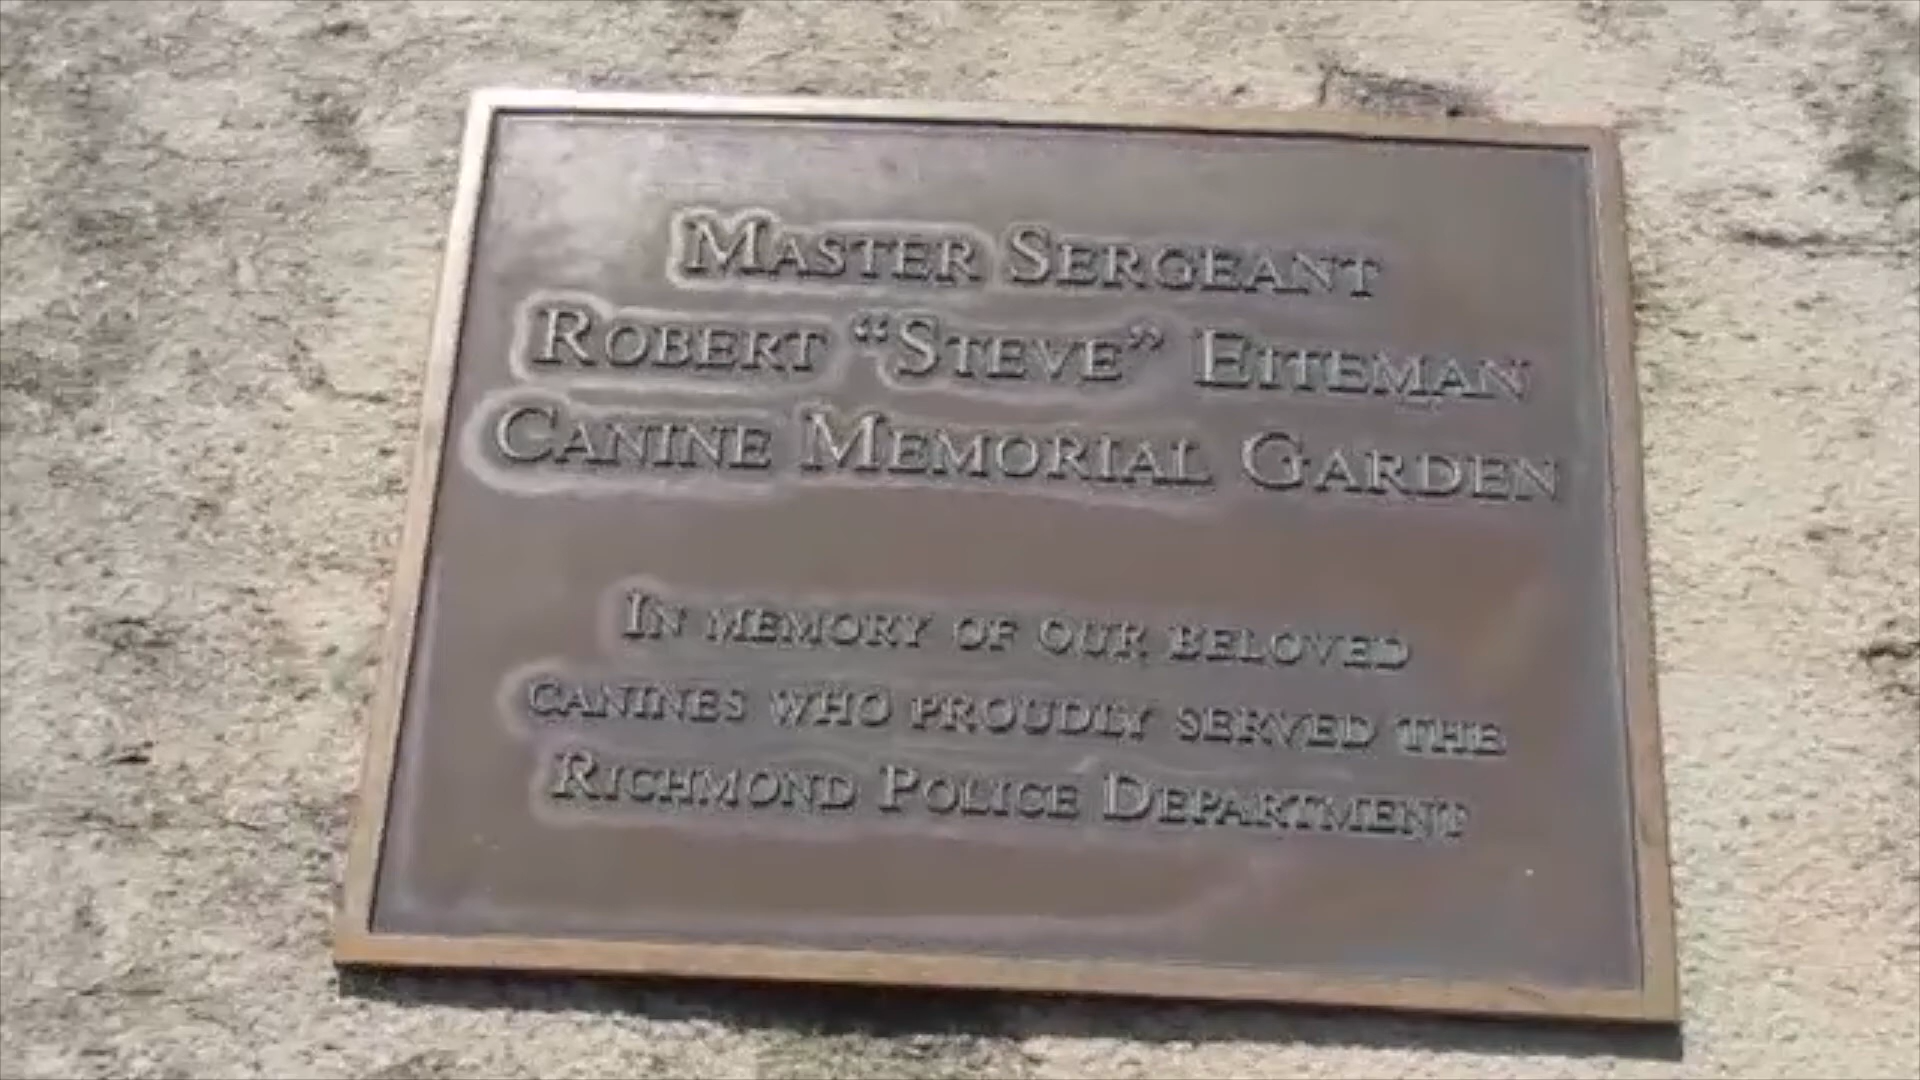 MASTER SERGEANT
ROBERT “STEVE” EITEMAN
CANINE MEMORIAL GARDEN
IN MEMORY OF OUR BELOVED
CANINES WHO PROUDLY SERVED THE
RICHMOND POLICE DEPARTMENT